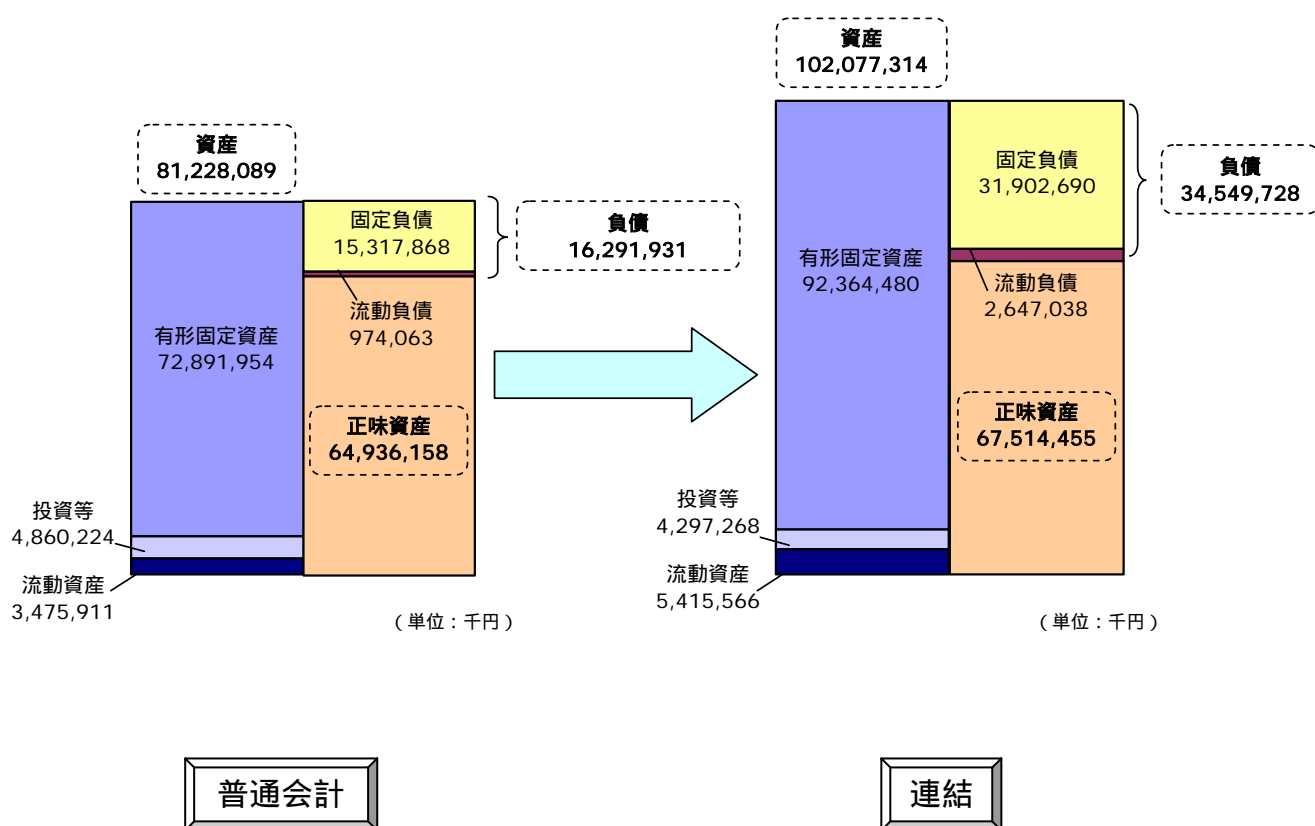 資産
81,228,089
固定負債
15,317,868
負債
16,291,931
流動負債
974,063
有形固定資産
72,891,954
正味資産
64,936,158
投資等
4,860,224
流動資産
3,475,911
（単位：千円）
普通会計
資産
102,077,314
固定負債
31,902,690
負債
34,549,728
有形固定資産
92,364,480
流動負債
2,647,038
正味資産
67,514,455
投資等
4,297,268
流動資産
5,415,566
（単位：千円）
連結